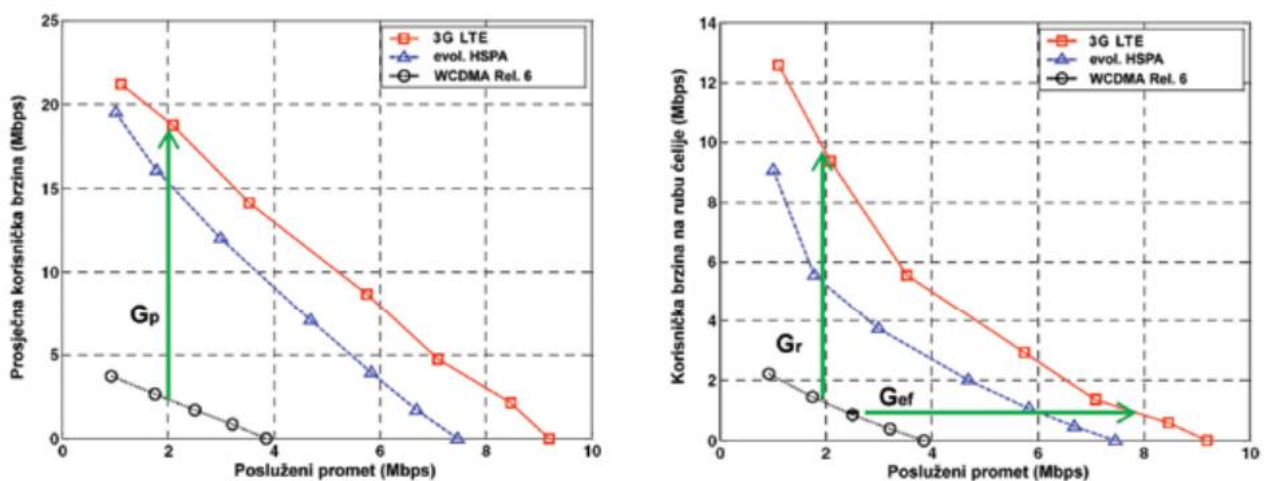 25
20
15
10
5
0
Prosječna korisnička brzina (Mbps)
3G LTE
evol. HSPA
WCDMA Rel. 6
Gp
0 2 4 6 8 10
Posluženi promet (Mbps)
14
12
10
8
6
4
2
0
Korisnička brzina na rubu ćelije (Mbps)
3G LTE
evol. HSPA
WCDMA Rel. 6
Gr
Gef
0 2 4 6 8 10
Posluženi promet (Mbps)